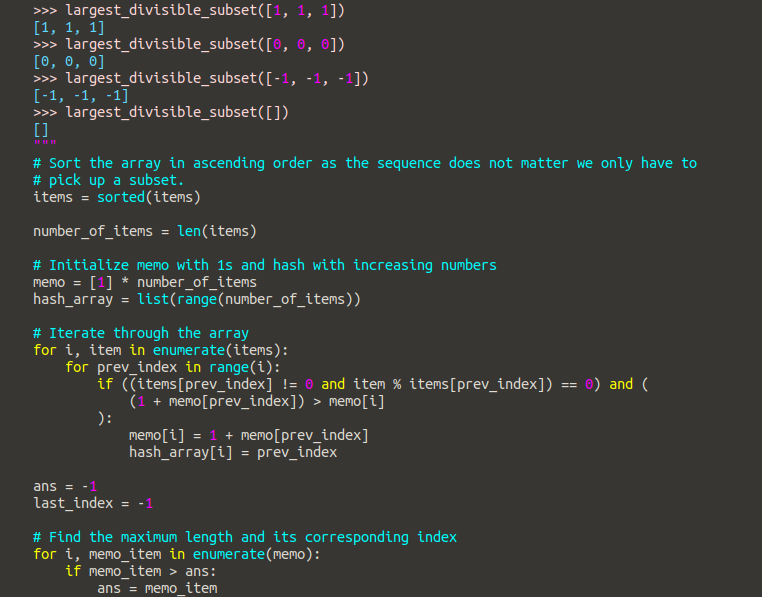 >>> largest_divisible_subset([1, 1, 1])
[1, 1, 1]
>>> largest_divisible_subset([0, 0, 0])
[0, 0, 0]
>>> largest_divisible_subset([-1, -1, -1])
[-1, -1, -1]
>>> largest_divisible_subset([])
[]
"""
# Sort the array in ascending order as the sequence does not matter we only have to
# pick up a subset.
items = sorted(items)

number_of_items = len(items)

# Initialize memo with 1s and hash with increasing numbers
memo = [1] * number_of_items
hash_array = list(range(number_of_items))

# Iterate through the array
for i, item in enumerate(items):
    for prev_index in range(i):
        if ((items[prev_index] != 0 and item % items[prev_index]) == 0) and (
            (1 + memo[prev_index]) > memo[i]
        ):
            memo[i] = 1 + memo[prev_index]
            hash_array[i] = prev_index

ans = -1
last_index = -1

# Find the maximum length and its corresponding index
for i, memo_item in enumerate(memo):
    if memo_item > ans:
        ans = memo_item